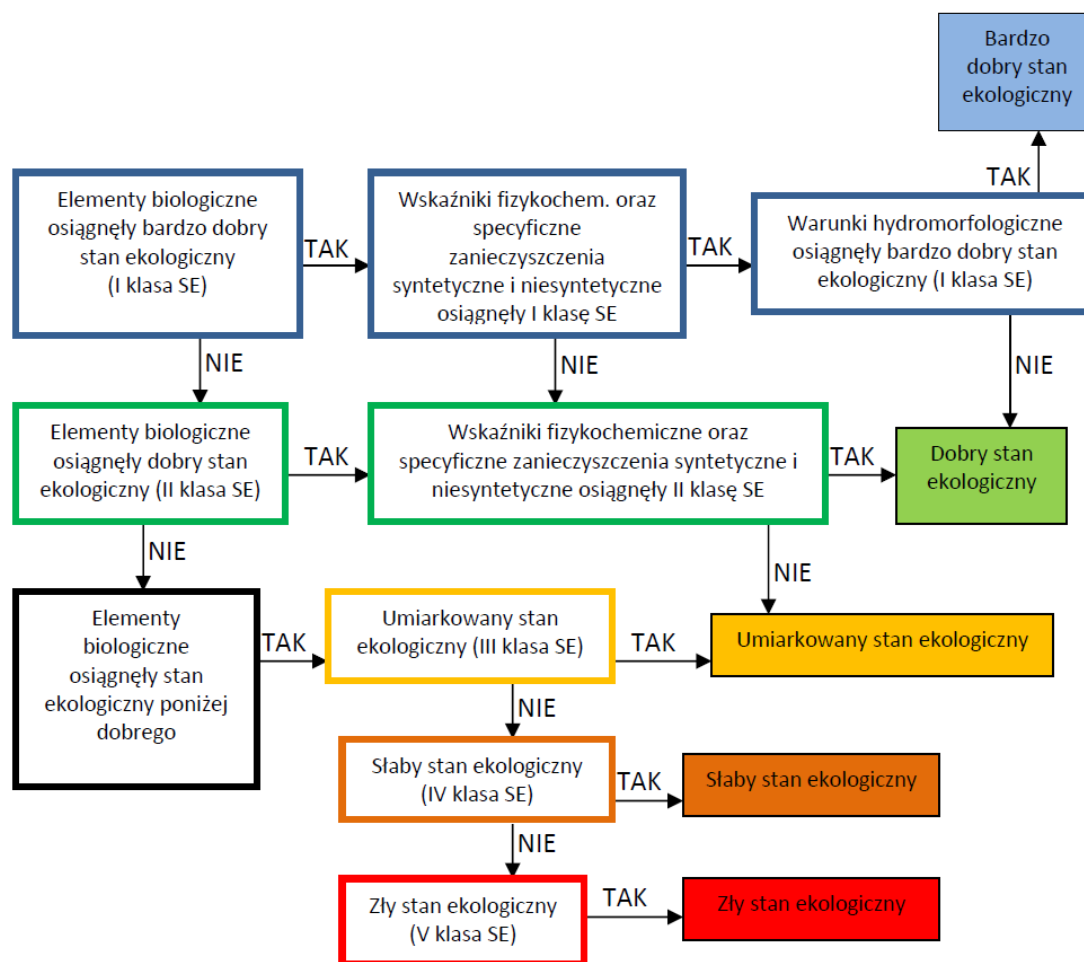 Bardzo
dobry stan
ekologiczny
TAK
Elementy biologiczne
osiągnęły bardzo dobry
stan ekologiczny
(I klasa SE)
TAK
Wskaźniki fizykochem. oraz
specyficzne
zanieczyszczenia
syntetyczne i niesyntetyczne
osiągnęły I klasę SE
TAK
Warunki hydromorfologiczne
osiągnęły bardzo dobry stan
ekologiczny (I klasa SE)
NIE
NIE
NIE
Elementy biologiczne
osiągnęły dobry stan
ekologiczny (II klasa SE)
TAK
Wskaźniki fizykochemiczne oraz
specyficzne zanieczyszczenia syntetyczne i
niesyntetyczne osiągnęły II klasę SE
TAK
Dobry stan
ekologiczny
NIE
NIE
Elementy
biologiczne
osiągnęły stan
ekologiczny poniżej
dobrego
TAK
Umiarkowany stan
ekologiczny (III klasa SE)
TAK
Umiarkowany stan ekologiczny
NIE
Słaby stan ekologiczny
(IV klasa SE)
TAK
Słaby stan ekologiczny
NIE
Zły stan ekologiczny
(V klasa SE)
TAK
Zły stan ekologiczny